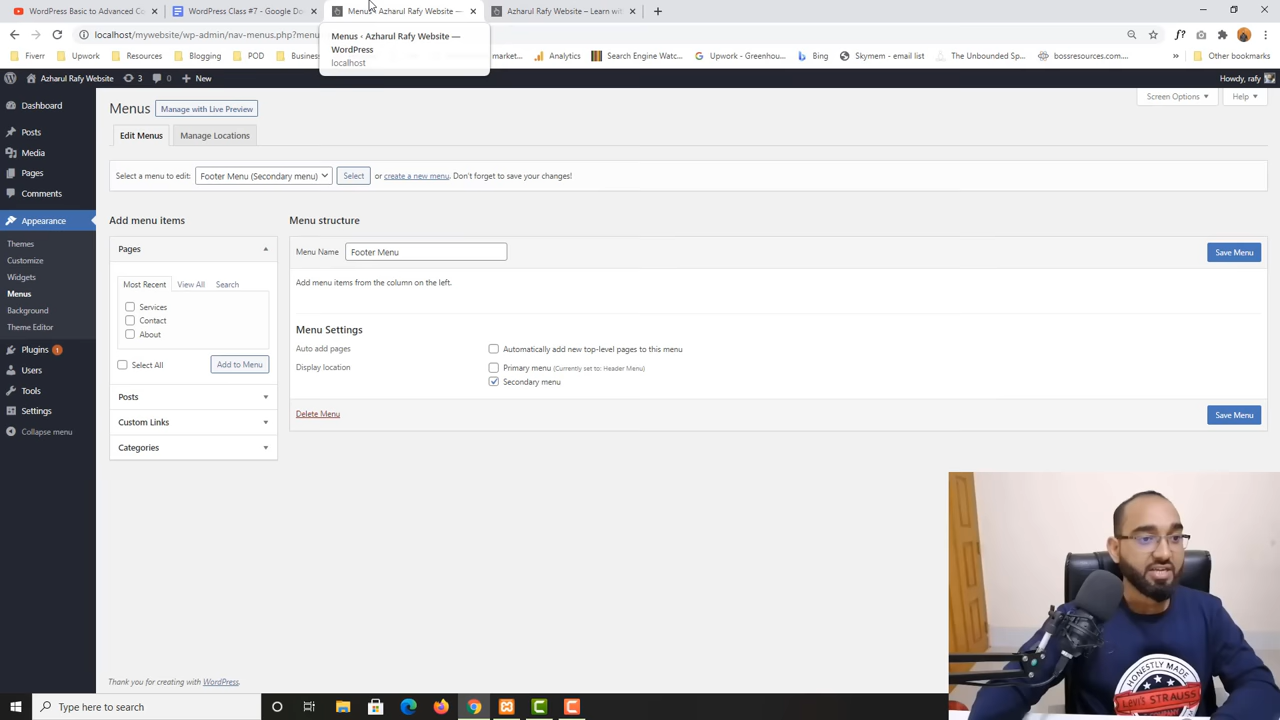 WordPress Basic to Advanced Co
WordPress Class #7 - Google Do
Menus ‹ Azharul Rafy Website —
Azharul Rafy Website – Learn wi
localhost/mywebsite/wp-admin/nav-menus.php?menu
Menus ‹ Azharul Rafy Website —
WordPress
localhost
Fiverr
Upwork
Resources
Business
POD
Analytics
Search Engine Watc...
Upwork - Greenhou...
Bing
Skymem - email list
The Unbounded Sp...
bossresources.com...
Other bookmarks
Azharul Rafy Website
3
0
New
Howdy, rafy
Dashboard
Posts
Media
Pages
Comments
Appearance
Themes
Customize
Widgets
Menus
Background
Theme Editor
Plugins 1
Users
Tools
Settings
Collapse menu
Menus
Manage with Live Preview
Screen Options
Help
Edit Menus
Manage Locations
Select a menu to edit:
Footer Menu (Secondary menu)
Select
or create a new menu. Don't forget to save your changes!
Add menu items
Pages
Most Recent
View All
Search
Services
Contact
About
Select All
Add to Menu
Posts
Custom Links
Categories
Menu structure
Menu Name
Footer Menu
Save Menu
Add menu items from the column on the left.
Menu Settings
Auto add pages
Automatically add new top-level pages to this menu
Display location
Primary menu (Currently set to: Header Menu)
Secondary menu
Delete Menu
Save Menu
Thank you for creating with WordPress.
HONESTLY MADE
LEVI'S STRAUSS
Type here to search